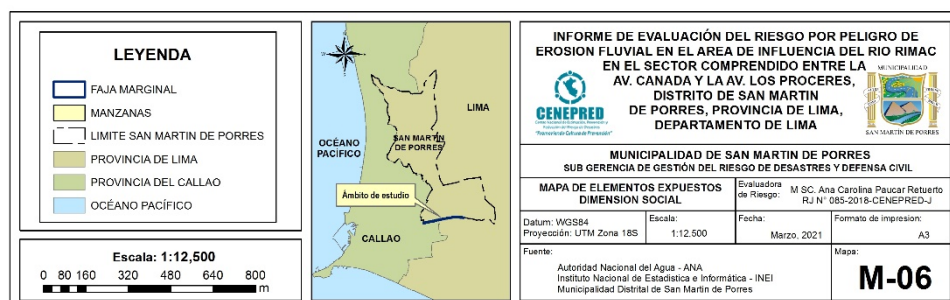 LEYENDA
FAJA MARGINAL
MANZANAS
LIMITE SAN MARTIN DE PORRES
PROVINCIA DE LIMA
PROVINCIA DEL CALLAO
OCÉANO PACÍFICO
Escala: 1:12,500
0 80 160 320 480 640 800
m
LIMA
SAN MARTIN
DE PORRES
OCÉANO
PACÍFICO
Ámbito de estudio
CALLAO
INFORME DE EVALUACIÓN DEL RIESGO POR PELIGRO DE
EROSION FLUVIAL EN EL AREA DE INFLUENCIA DEL RIO RIMAC
EN EL SECTOR COMPRENDIDO ENTRE LA
AV. CANADA Y LA AV. LOS PROCERES,
DISTRITO DE SAN MARTIN
DE PORRES, PROVINCIA DE LIMA,
DEPARTAMENTO DE LIMA
CENEPRED
MUNICIPALIDAD
SAN MARTÍN DE PORRES
MUNICIPALIDAD DE SAN MARTIN DE PORRES
SUB GERENCIA DE GESTIÓN DEL RIESGO DE DESASTRES Y DEFENSA CIVIL
MAPA DE ELEMENTOS EXPUESTOS
DIMENSION SOCIAL
Evaluadora
de Riesgo:
M SC. Ana Carolina Paucar Retuerto
RJ N° 085-2018-CENEPRED-J
Datum: WGS84
Proyección: UTM Zona 18S
Escala:
1:12.500
Fecha:
Marzo, 2021
Formato de impresion:
A3
Fuente:
Autoridad Nacional del Agua - ANA
Instituto Nacional de Estadistica e Informática - INEI
Municipalidad Distrital de San Martin de Porres
Mapa:
M-06